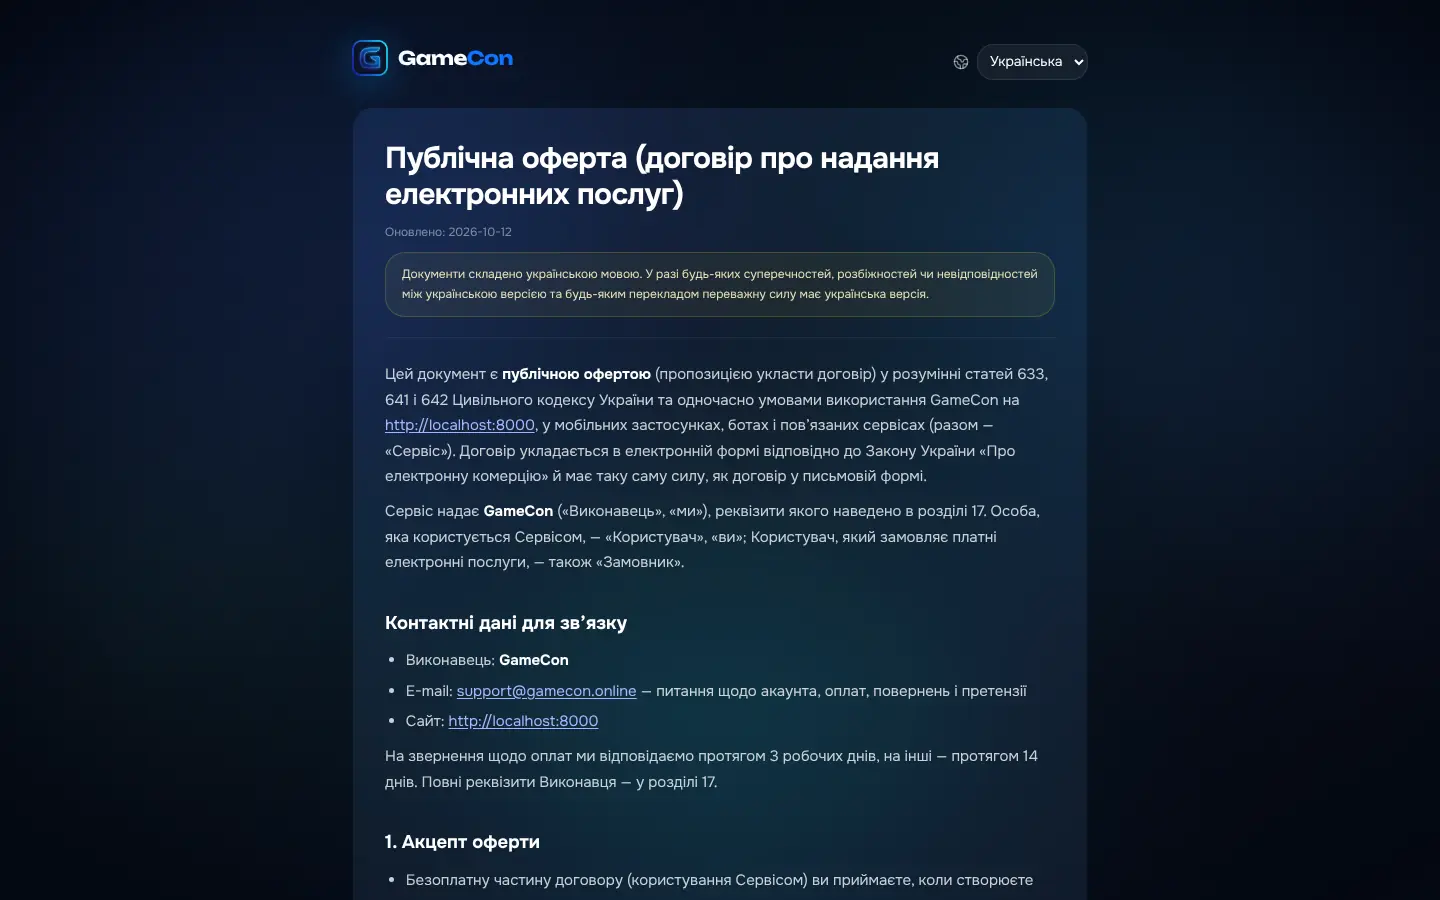 GameCon
Українська
Публічна оферта (договір про надання
електронних послуг)
Оновлено: 2026-10-12
Документи складено українською мовою. У разі будь-яких суперечностей, розбіжностей чи невідповідностей
між українською версією та будь-яким перекладом переважну силу має українська версія.
Цей документ є публічною офертою (пропозицією укласти договір) у розумінні статей 633,
641 і 642 Цивільного кодексу України та одночасно умовами використання GameCon на
http://localhost:8000, у мобільних застосунках, ботах і пов’язаних сервісах (разом —
«Сервіс»). Договір укладається в електронній формі відповідно до Закону України «Про
електронну комерцію» й має таку саму силу, як договір у письмовій формі.
Сервіс надає GameCon («Виконавець», «ми»), реквізити якого наведено в розділі 17. Особа,
яка користується Сервісом, — «Користувач», «ви»; Користувач, який замовляє платні
електронні послуги, — також «Замовник».
Контактні дані для зв’язку
• Виконавець: GameCon
• E-mail: support@gamecon.online — питання щодо акаунта, оплат, повернень і претензії
• Сайт: http://localhost:8000
На звернення щодо оплат ми відповідаємо протягом 3 робочих днів, на інші — протягом 14
днів. Повні реквізити Виконавця — у розділі 17.
1. Акцепт оферти
• Безоплатну частину договору (користування Сервісом) ви приймаєте, коли створюєте